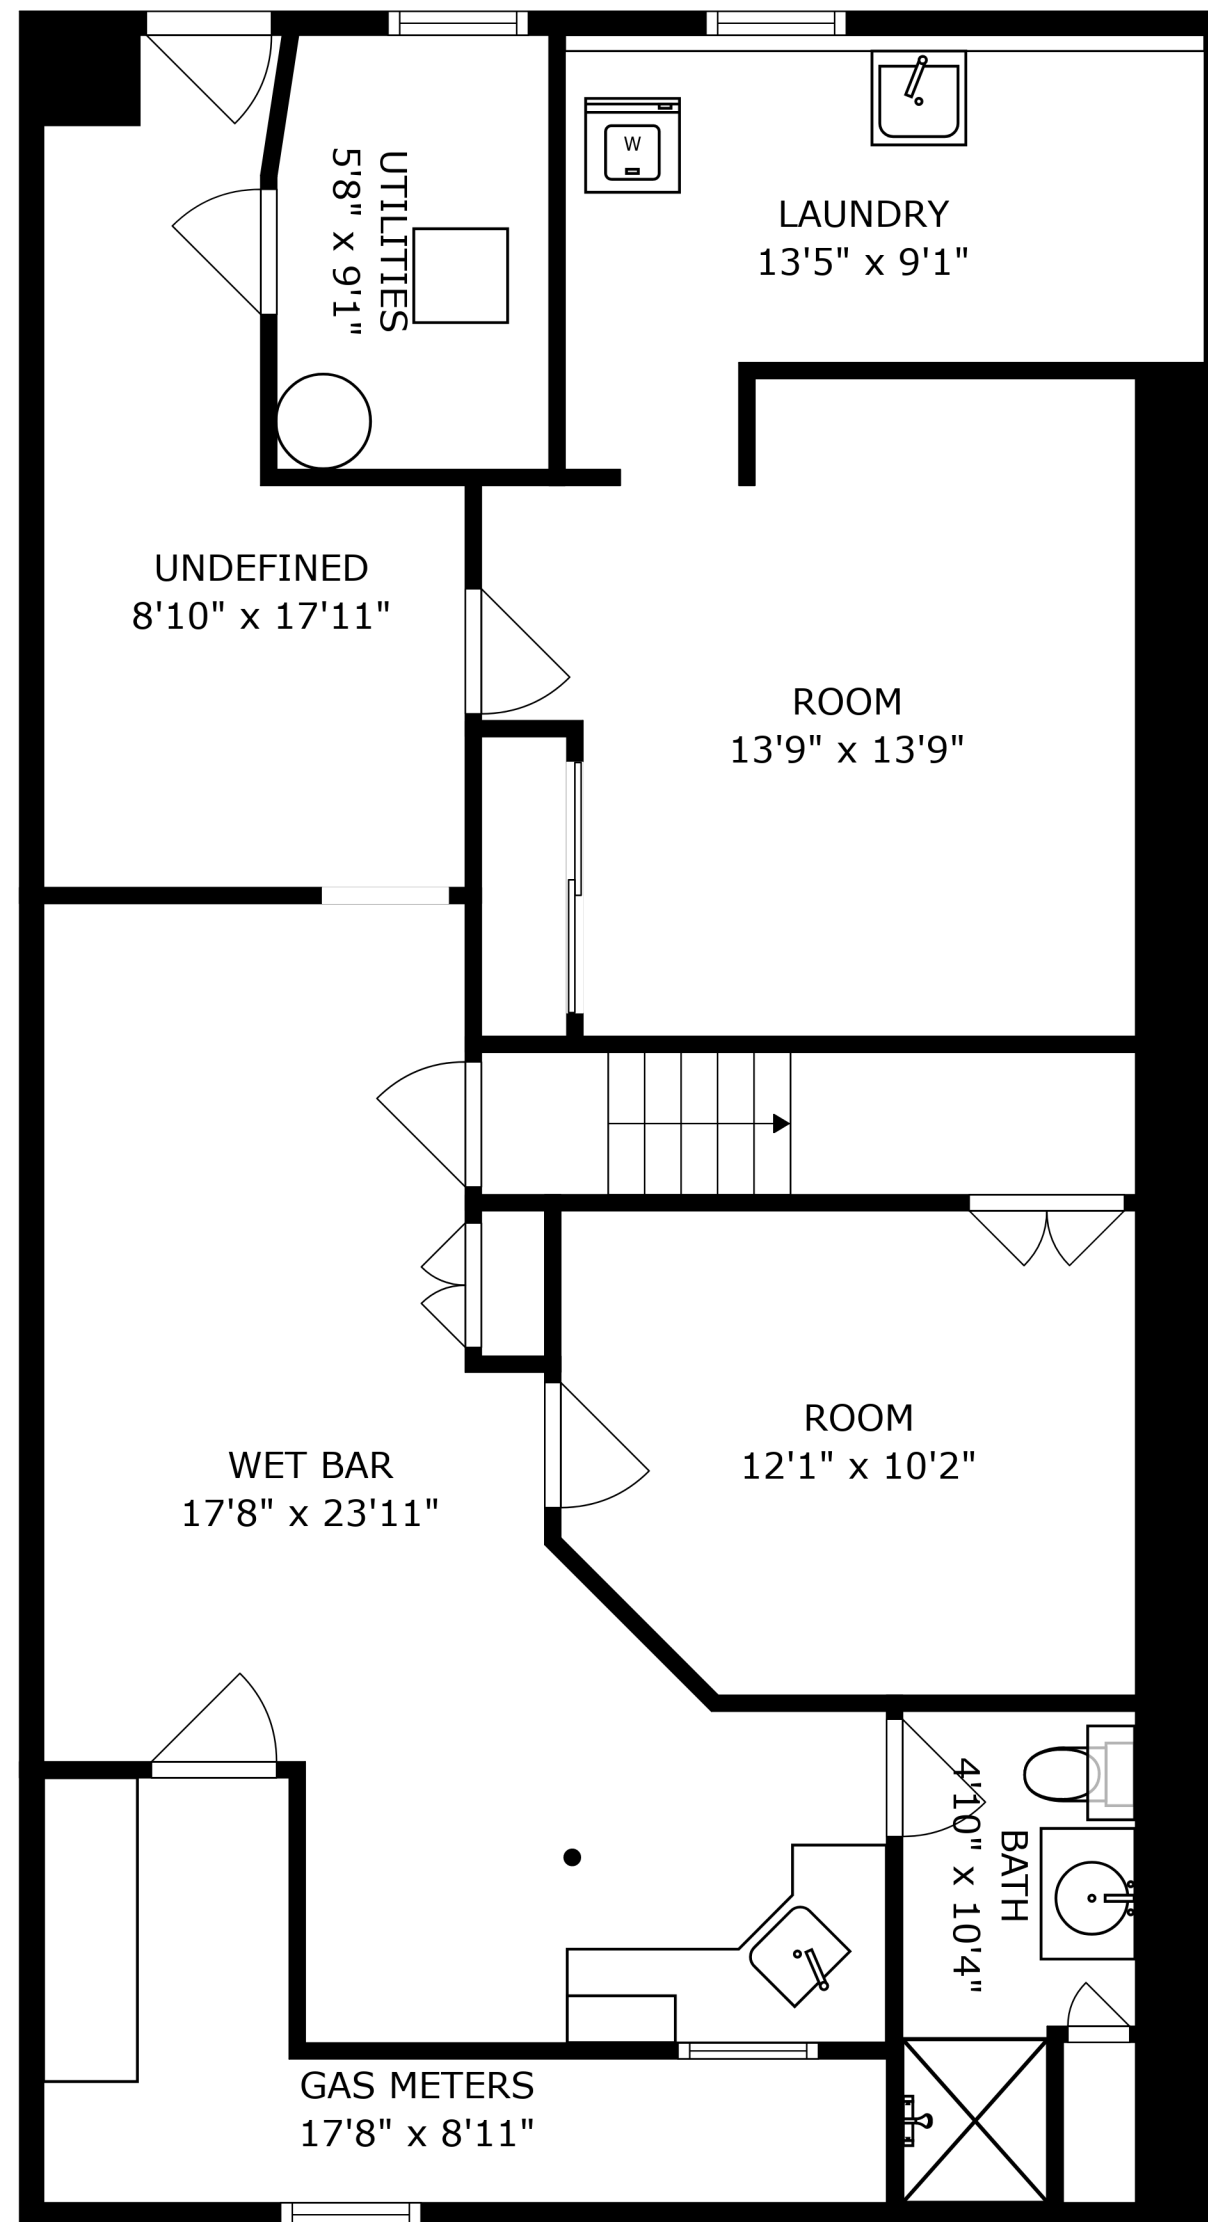 W
LAUNDRY
13'5" x 9'1"
UTILITIES
5'8" x 9'1"
UNDEFINED
8'10" x 17'11"
ROOM
13'9" x 13'9"
ROOM
12'1" x 10'2"
WET BAR
17'8" x 23'11"
BATH
4'10" x 10'4"
GAS METERS
17'8" x 8'11"